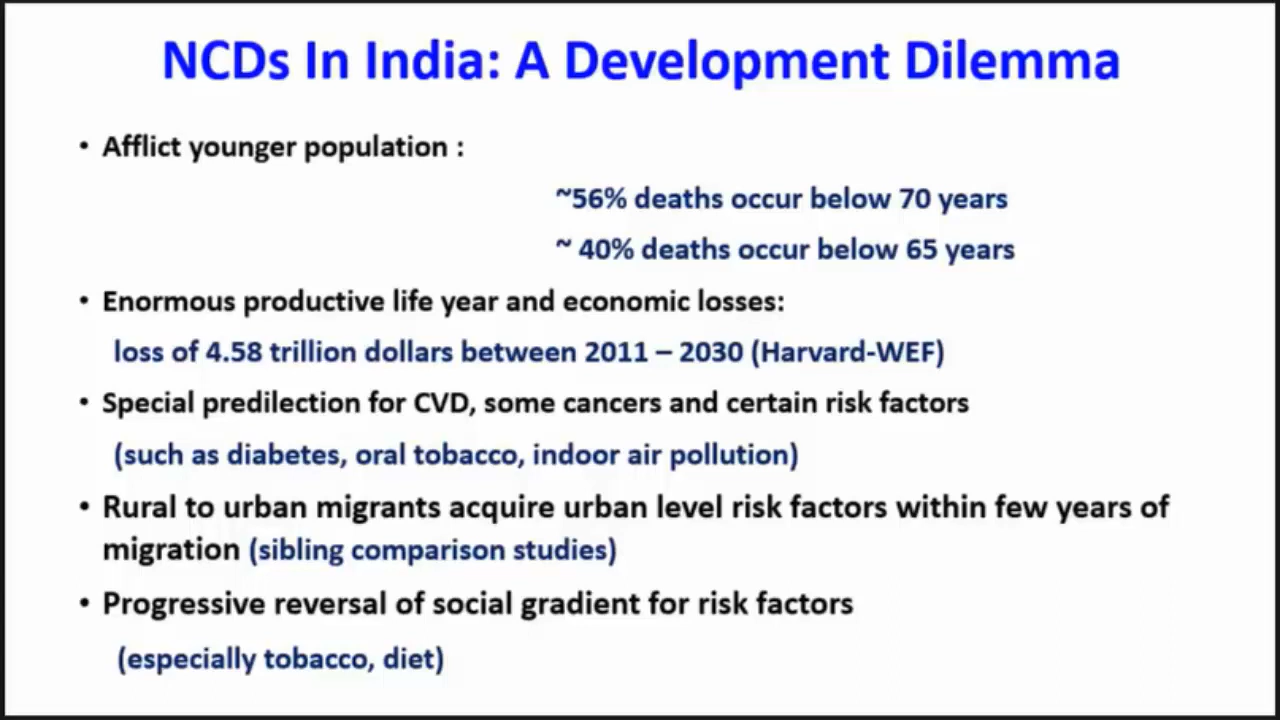 NCDs In India: A Development Dilemma
• Afflict younger population :
~56% deaths occur below 70 years
~ 40% deaths occur below 65 years
• Enormous productive life year and economic losses:
loss of 4.58 trillion dollars between 2011 – 2030 (Harvard-WEF)
• Special predilection for CVD, some cancers and certain risk factors
(such as diabetes, oral tobacco, indoor air pollution)
• Rural to urban migrants acquire urban level risk factors within few years of
migration (sibling comparison studies)
• Progressive reversal of social gradient for risk factors
(especially tobacco, diet)